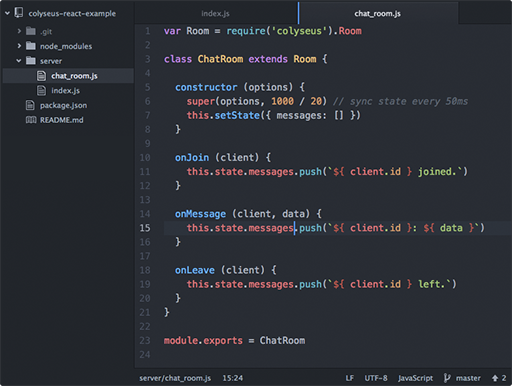 colyseus-react-example
.git
node_modules
server
chat_room.js
index.js
package.json
README.md
index.js
chat_room.js
1 var Room = require('colyseus').Room
2
3 class ChatRoom extends Room {
4
5 constructor (options) {
6 super(options, 1000 / 20) // sync state every 50ms
7 this.setState({ messages: [] })
8 }
9
10 onJoin (client) {
11 this.state.messages.push(`${ client.id } joined.`)
12 }
13
14 onMessage (client, data) {
15 this.state.messages.push(`${ client.id }: ${ data }`)
16 }
17
18 onLeave (client) {
19 this.state.messages.push(`${ client.id } left.`)
20 }
21 }
22
23 module.exports = ChatRoom
24
server/chat_room.js 15:24 LF UTF-8 JavaScript master 2